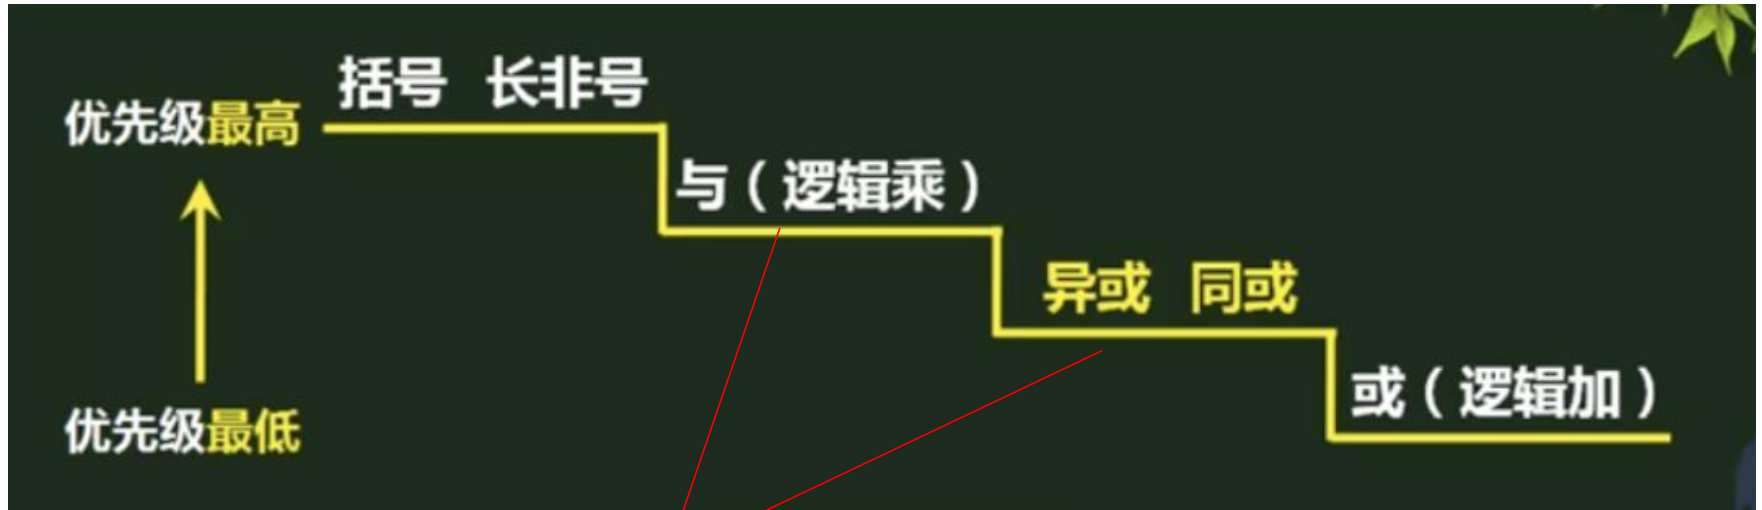 括号 长非号
优先级最高
与（逻辑乘）
异或 同或
或（逻辑加）
优先级最低